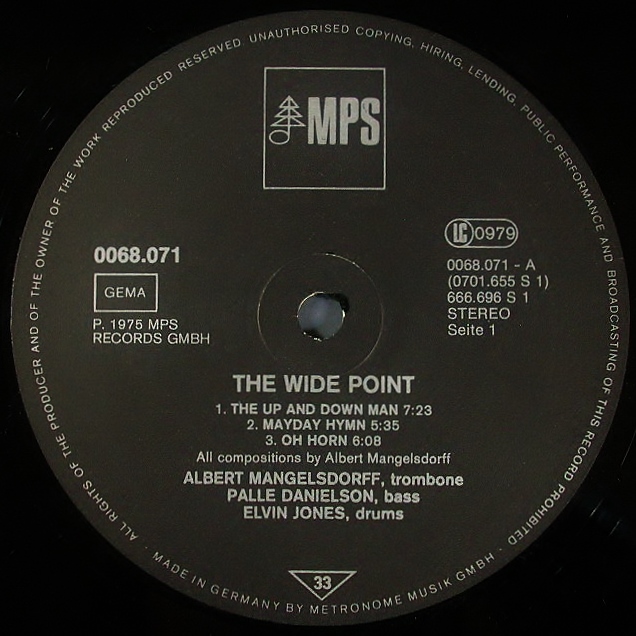 ALL RIGHTS OF THE PRODUCER AND OF THE OWNER OF THE WORK REPRODUCED RESERVED. UNAUTHORISED COPYING, HIRING, LENDING, PUBLIC PERFORMANCE AND BROADCASTING OF THIS RECORD PROHIBITED
MPS
0068.071
GEMA
P. 1975 MPS
RECORDS GMBH
LC 0979
0068.071 - A
(0701.655 S 1)
666.696 S 1
STEREO
Seite 1
THE WIDE POINT
1. THE UP AND DOWN MAN 7:23
2. MAYDAY HYMN 5:35
3. OH HORN 6:08
All compositions by Albert Mangelsdorff
ALBERT MANGELSDORFF, trombone
PALLE DANIELSON, bass
ELVIN JONES, drums
33
· MADE IN GERMANY BY METRONOME MUSIK GMBH ·